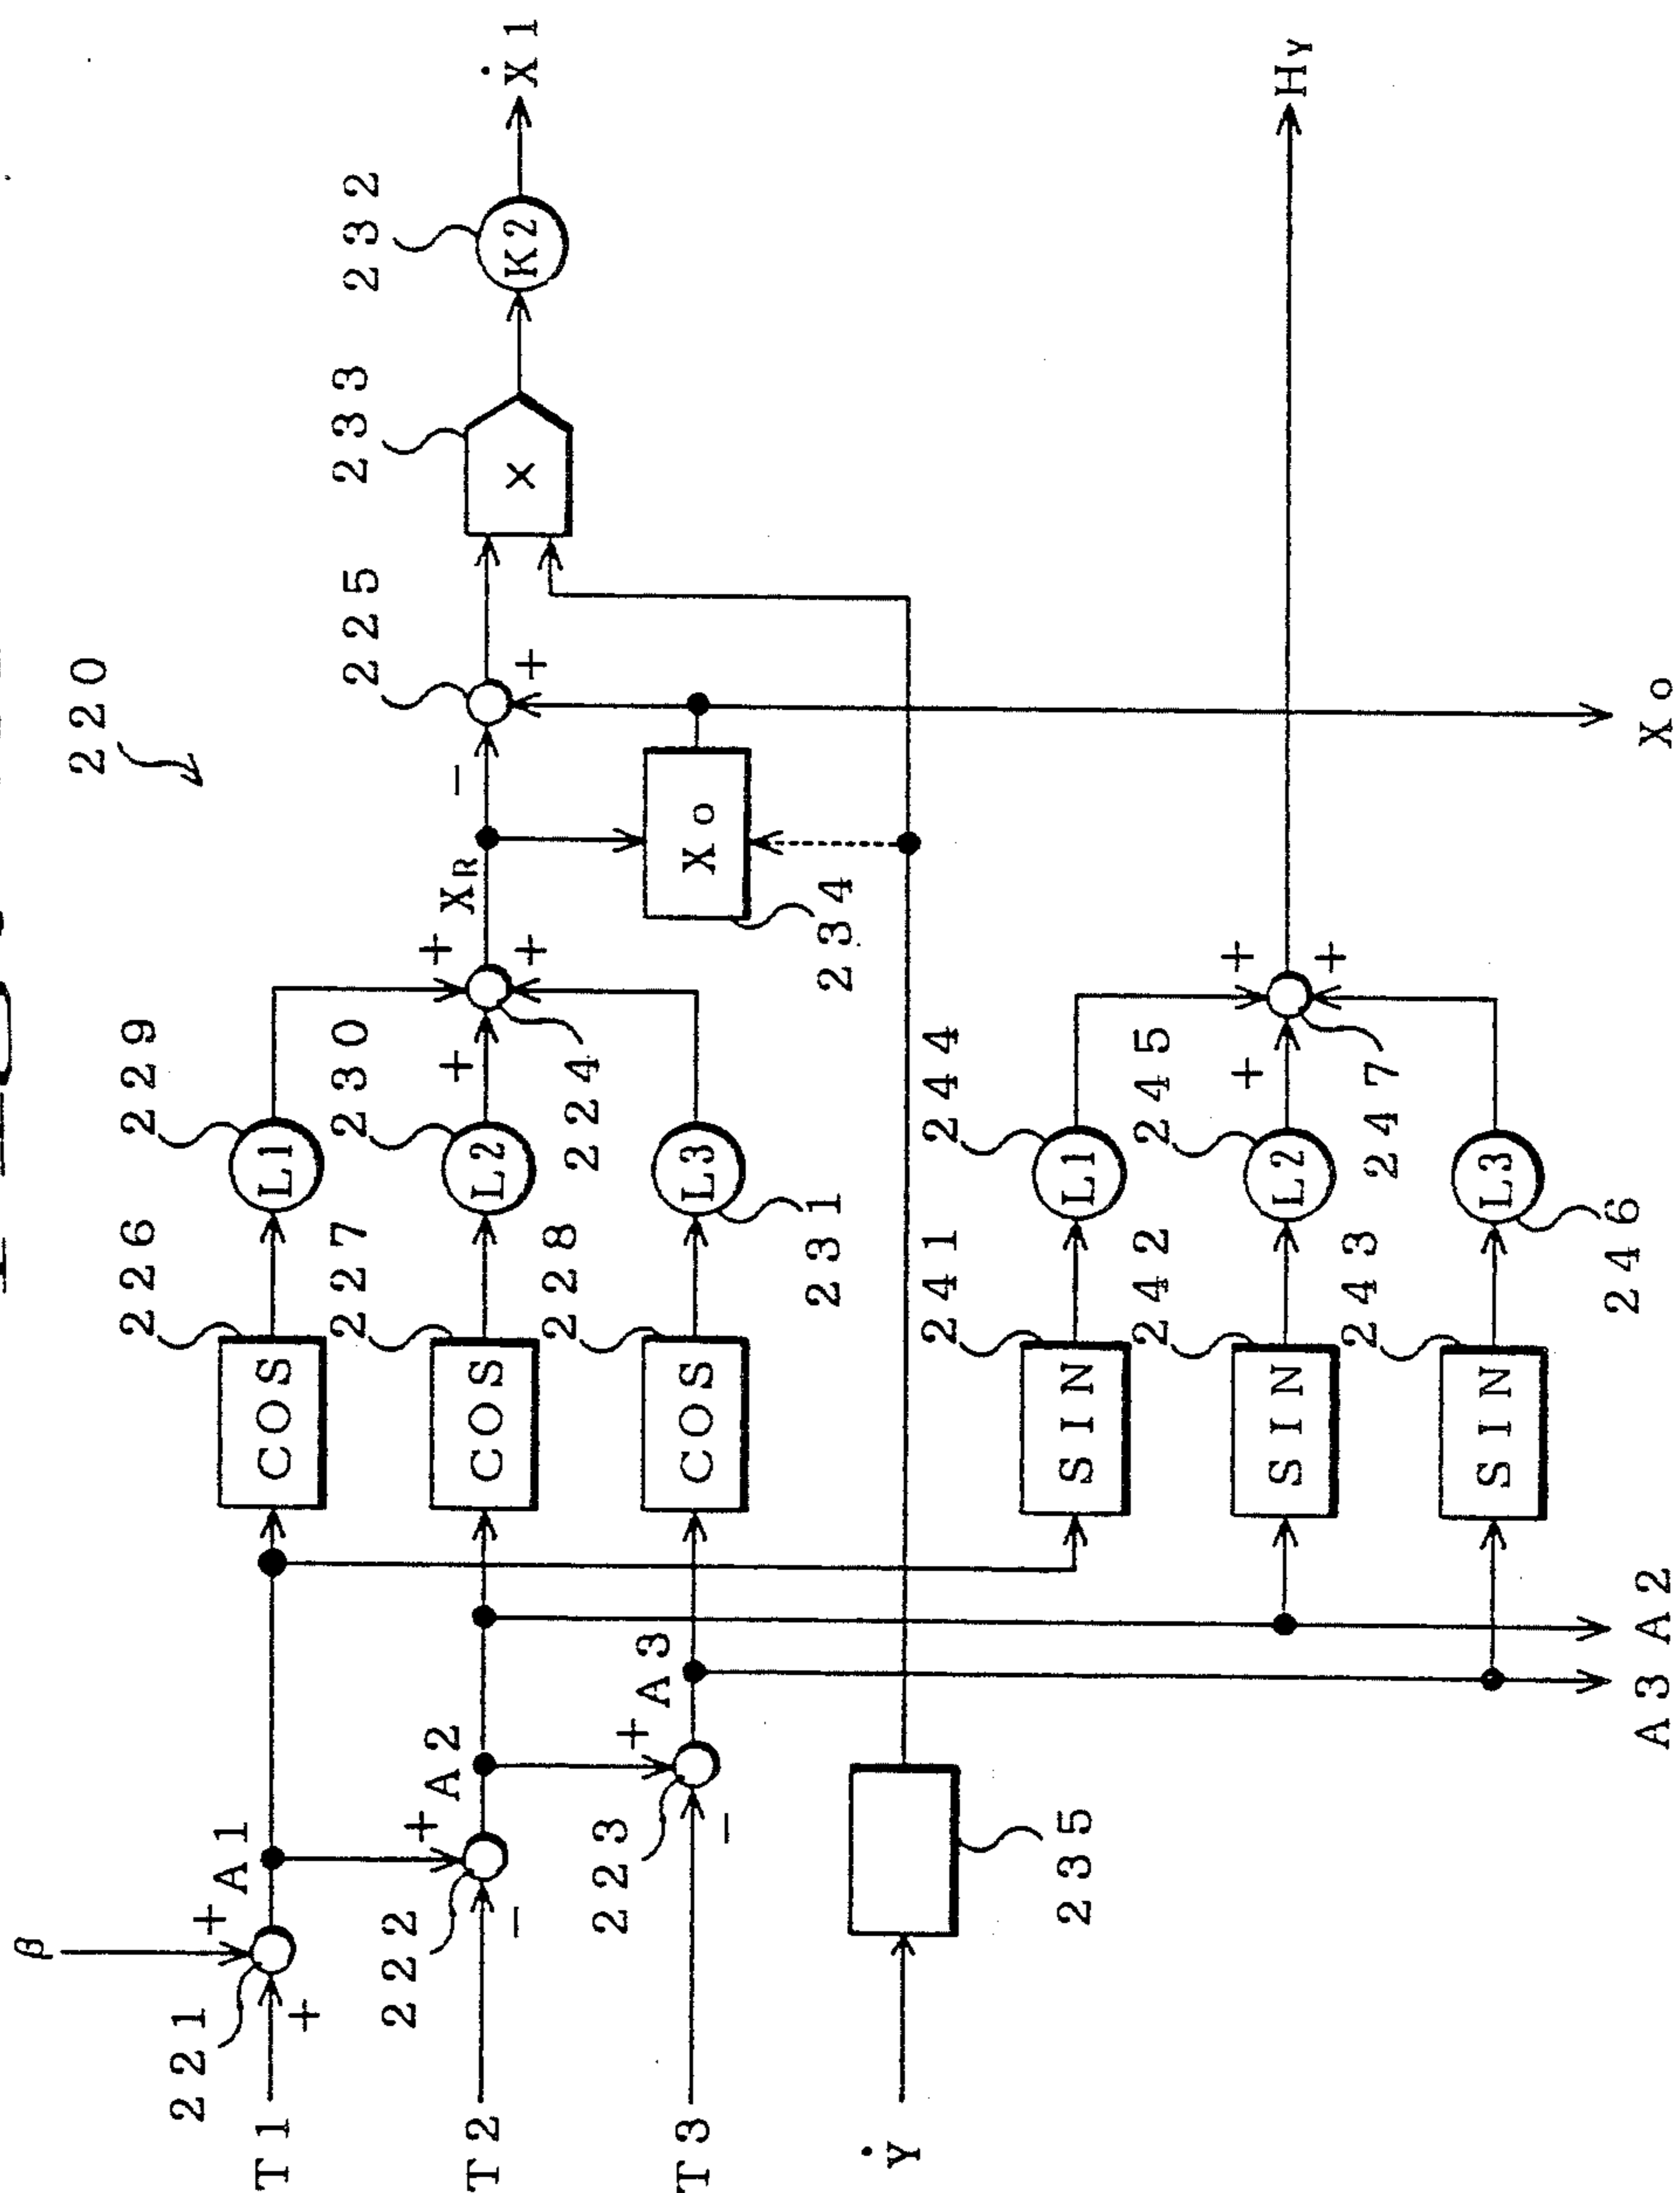 220
β
221
+
+
T1
A1
226
COS
229
L1
222
+
−
T2
A2
227
COS
230
L2
+
+
+
224
XR
−
+
225
X
233
K2
232
Ẋ1
223
+
−
T3
A3
228
COS
L3
231
Xo
234
Ẏ
235
241
SIN
244
L1
242
SIN
245
L2
+
+
+
247
Hγ
243
SIN
L3
246
A3
A2
Xo